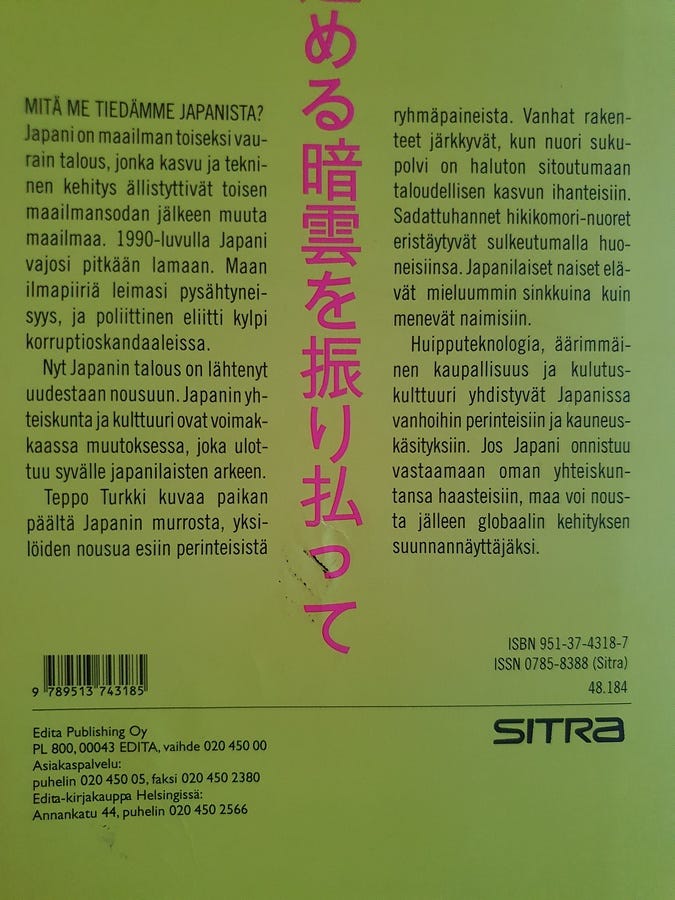 MITÄ ME TIEDÄMME JAPANISTA?
Japani on maailman toiseksi vau-
rain talous, jonka kasvu ja tekni-
nen kehitys ällistyttivät toisen
maailmansodan jälkeen muuta
maailmaa. 1990-luvulla Japani
vajosi pitkään lamaan. Maan
ilmapiiriä leimasi pysähtynei-
syys, ja poliittinen eliitti kylpi
korruptioskandaaleissa.
Nyt Japanin talous on lähtenyt
uudestaan nousuun. Japanin yh-
teiskunta ja kulttuuri ovat voimak-
kaassa muutoksessa, joka ulot-
tuu syvälle japanilaisten arkeen.
Teppo Turkki kuvaa paikan
päältä Japanin murrosta, yksi-
löiden nousua esiin perinteisistä
める暗雲を振り払って
ryhmäpaineista. Vanhat raken-
teet järkkyvät, kun nuori suku-
polvi on haluton sitoutumaan
taloudellisen kasvun ihanteisiin.
Sadattuhannet hikikomori-nuoret
eristäytyvät sulkeutumalla huo-
neisiinsa. Japanilaiset naiset elä-
vät mieluummin sinkkuina kuin
menevät naimisiin.
Huipputeknologia, äärimmäi-
nen kaupallisuus ja kulutus-
kulttuuri yhdistyvät Japanissa
vanhoihin perinteisiin ja kauneus-
käsityksiin. Jos Japani onnistuu
vastaamaan oman yhteiskun-
tansa haasteisiin, maa voi nous-
ta jälleen globaalin kehityksen
suunnannäyttäjäksi.
ISBN 951-37-4318-7
ISSN 0785-8388 (Sitra)
48.184
9 789513 743185
SITRA
Edita Publishing Oy
PL 800, 00043 EDITA, vaihde 020 450 00
Asiakaspalvelu:
puhelin 020 450 05, faksi 020 450 2380
Edita-kirjakauppa Helsingissä:
Annankatu 44, puhelin 020 450 2566